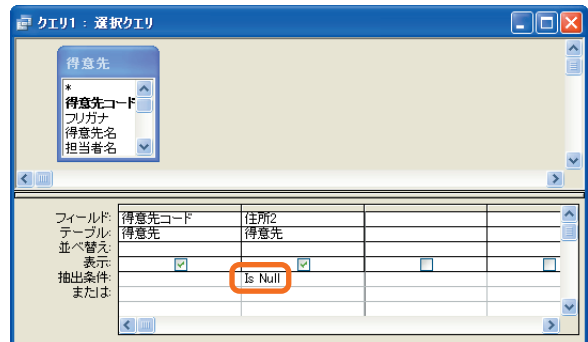 クエリ1 : 選択クエリ
得意先
*
得意先コード
フリガナ
得意先名
担当者名
フィールド: 得意先コード 住所2
テーブル: 得意先 得意先
並べ替え:
表示:
抽出条件: Is Null
または: